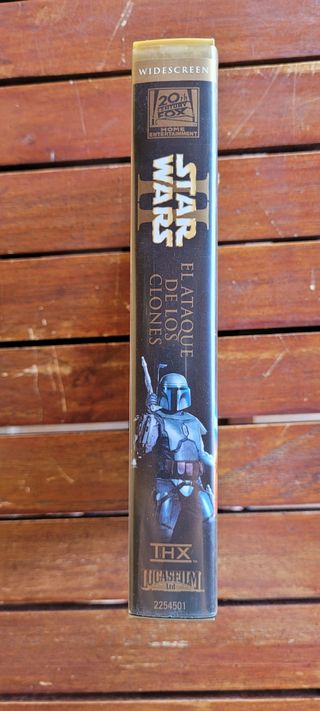 WIDESCREEN
20th
CENTURY
FOX
HOME
ENTERTAINMENT
STAR
WARS
II
EL ATAQUE
DE LOS
CLONES
THX
LUCASFILM
Ltd
2254501